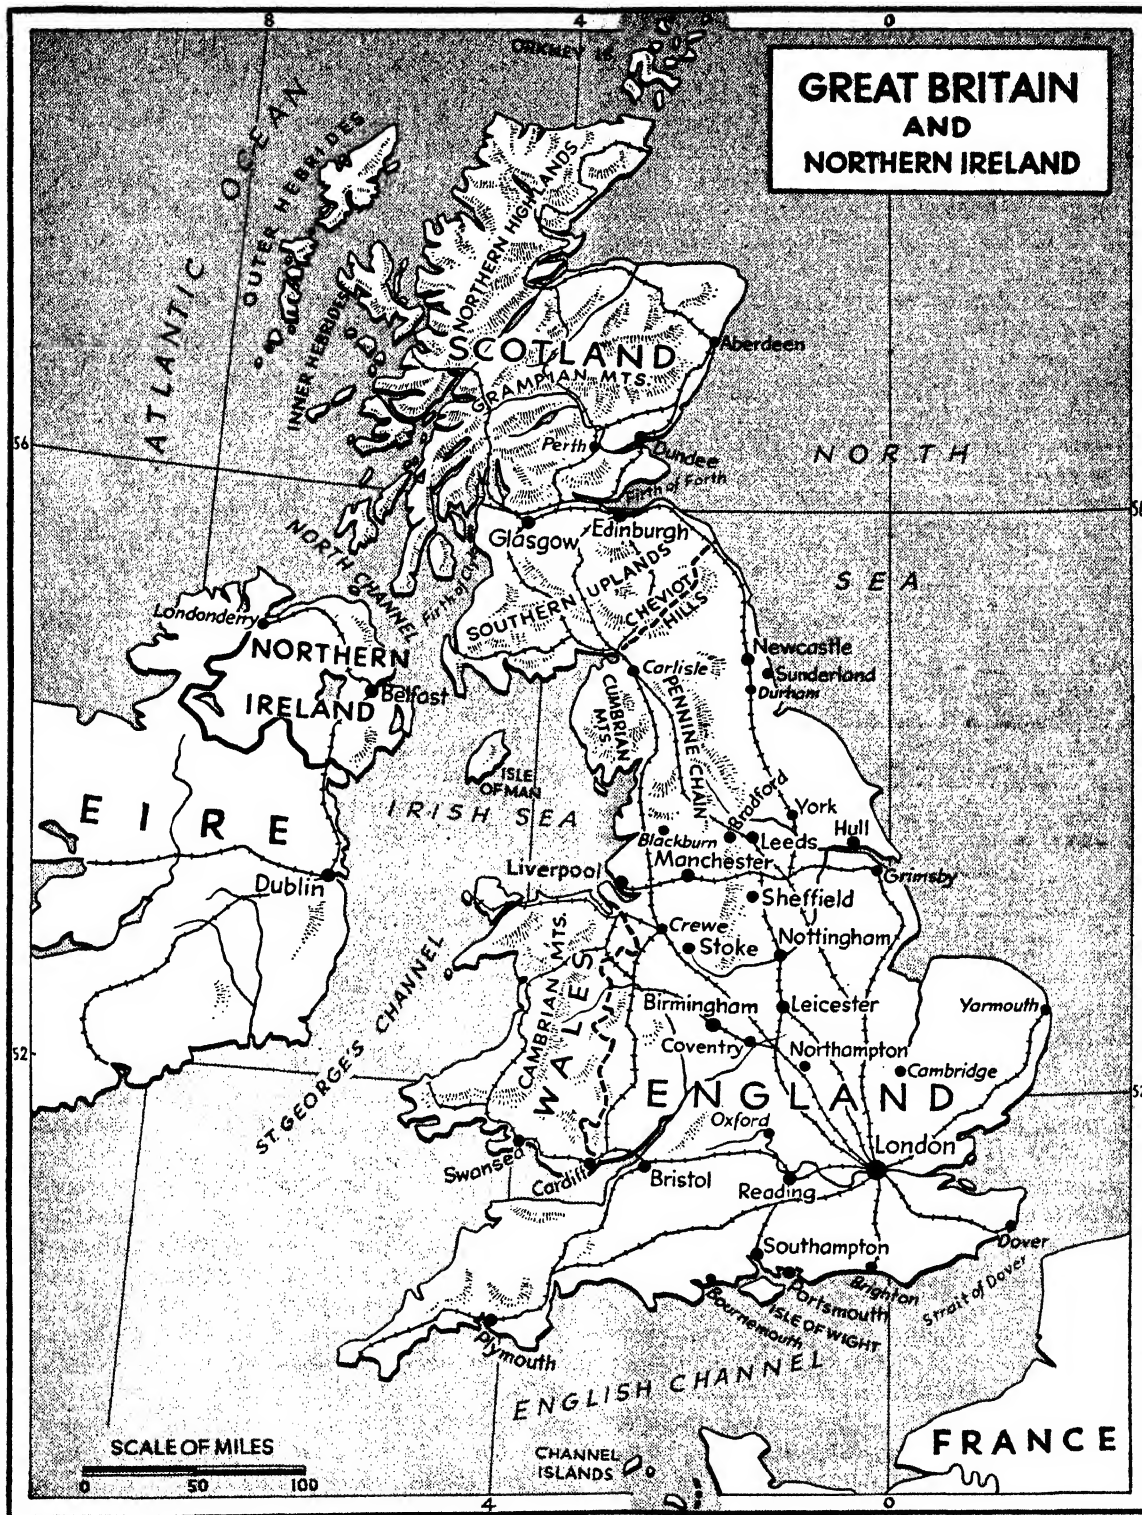 8
4
0
ORKNEY IS.
GREAT BRITAIN
AND
NORTHERN IRELAND
ATLANTIC OCEAN
OUTER HEBRIDES
INNER HEBRIDES
NORTHERN HIGHLANDS
SCOTLAND
GRAMPIAN MTS.
Aberdeen
56
Perth
Dundee
Firth of Forth
NORTH
SEA
Glasgow
Edinburgh
NORTH CHANNEL
Firth of Clyde
SOUTHERN UPLANDS
CHEVIOT
HILLS
Londonderry
NORTHERN
IRELAND
Belfast
Newcastle
Sunderland
Durham
Carlisle
CUMBRIAN
MTS.
PENNINE CHAIN
ISLE
OF MAN
IRISH SEA
EIRE
Dublin
Bradford
York
Blackburn
Leeds
Hull
Liverpool
Manchester
Grimsby
Sheffield
Crewe
Stoke
Nottingham
CAMBRIAN MTS.
WALES
Birmingham
Leicester
Yarmouth
Coventry
Northampton
Cambridge
52
ST. GEORGE'S CHANNEL
ENGLAND
Oxford
London
Swansea
Cardiff
Bristol
Reading
Southampton
Dover
Brighton
Portsmouth
Strait of Dover
ISLE OF WIGHT
Bournemouth
Plymouth
ENGLISH CHANNEL
FRANCE
SCALE OF MILES
0 50 100
CHANNEL
ISLANDS
4
0